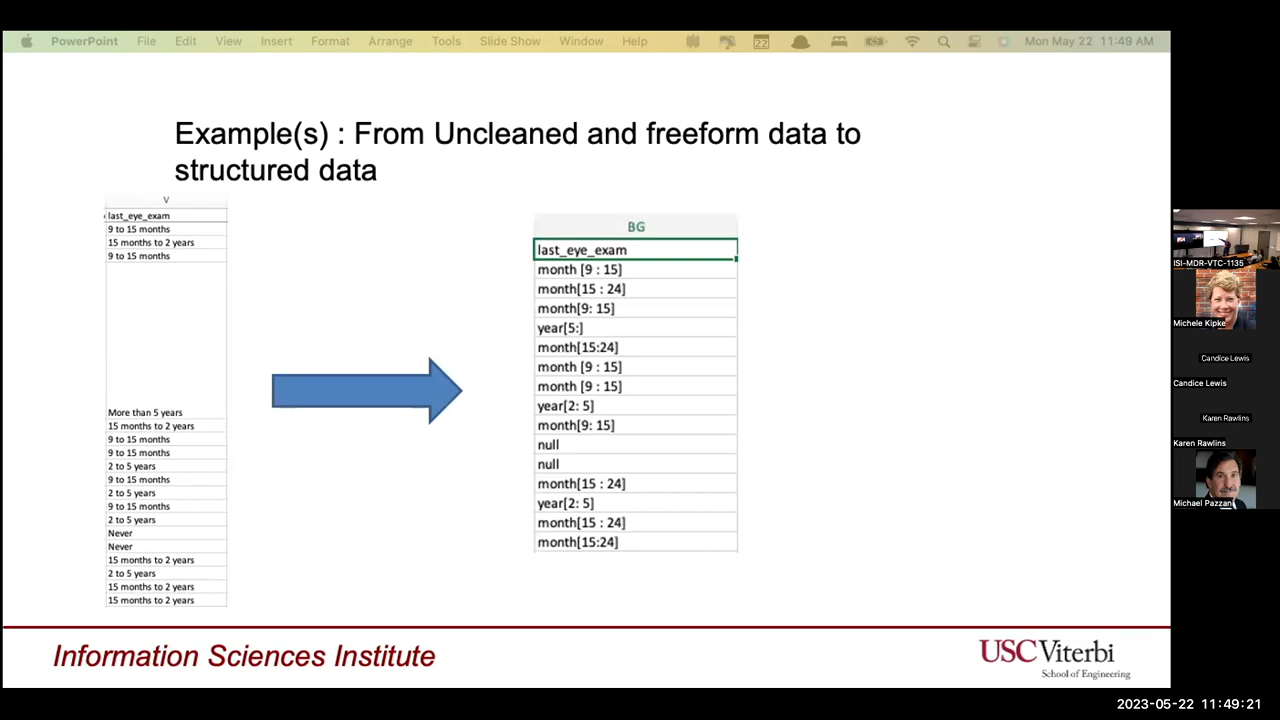 PowerPoint File Edit View Insert Format Arrange Tools Slide Show Window Help 22 Mon May 22 11:49 AM
Example(s) : From Uncleaned and freeform data to
structured data
V
last_eye_exam
9 to 15 months
15 months to 2 years
9 to 15 months
More than 5 years
15 months to 2 years
9 to 15 months
9 to 15 months
2 to 5 years
9 to 15 months
2 to 5 years
9 to 15 months
2 to 5 years
Never
Never
15 months to 2 years
2 to 5 years
15 months to 2 years
15 months to 2 years
BG
last_eye_exam
month [9 : 15]
month[15 : 24]
month[9: 15]
year[5:]
month[15:24]
month [9 : 15]
month [9 : 15]
year[2: 5]
month[9: 15]
null
null
month[15 : 24]
year[2: 5]
month[15 : 24]
month[15:24]
Information Sciences Institute
USC Viterbi
School of Engineering
ISI-MDR-VTC-1135
Michele Kipke
Candice Lewis
Candice Lewis
Karen Rawlins
Karen Rawlins
Michael Pazzan
2023-05-22 11:49:21